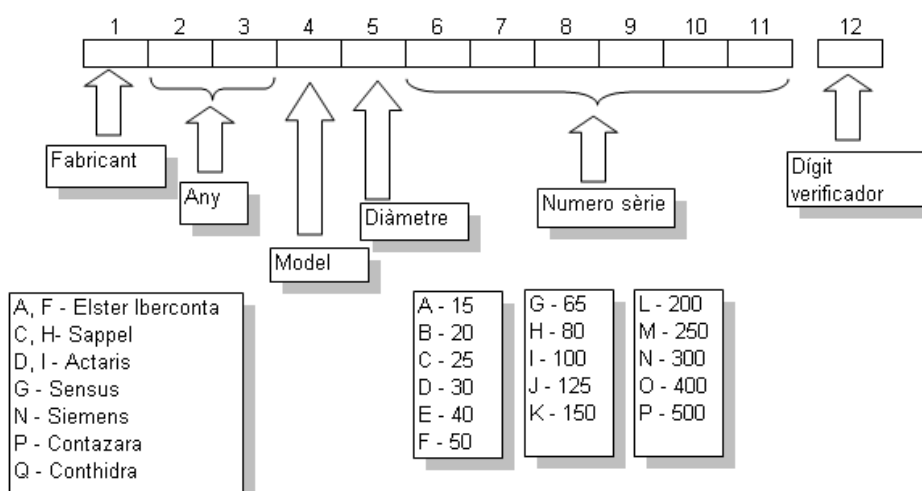 1 2 3 4 5 6 7 8 9 10 11 12
Fabricant
Any
Model
Diàmetre
Numero sèrie
Dígit
verificador
A, F - Elster Iberconta
C, H- Sappel
D, I - Actaris
G - Sensus
N - Siemens
P - Contazara
Q - Conthidra
A - 15
B - 20
C - 25
D - 30
E - 40
F - 50
G - 65
H - 80
I - 100
J - 125
K - 150
L - 200
M - 250
N - 300
O - 400
P - 500